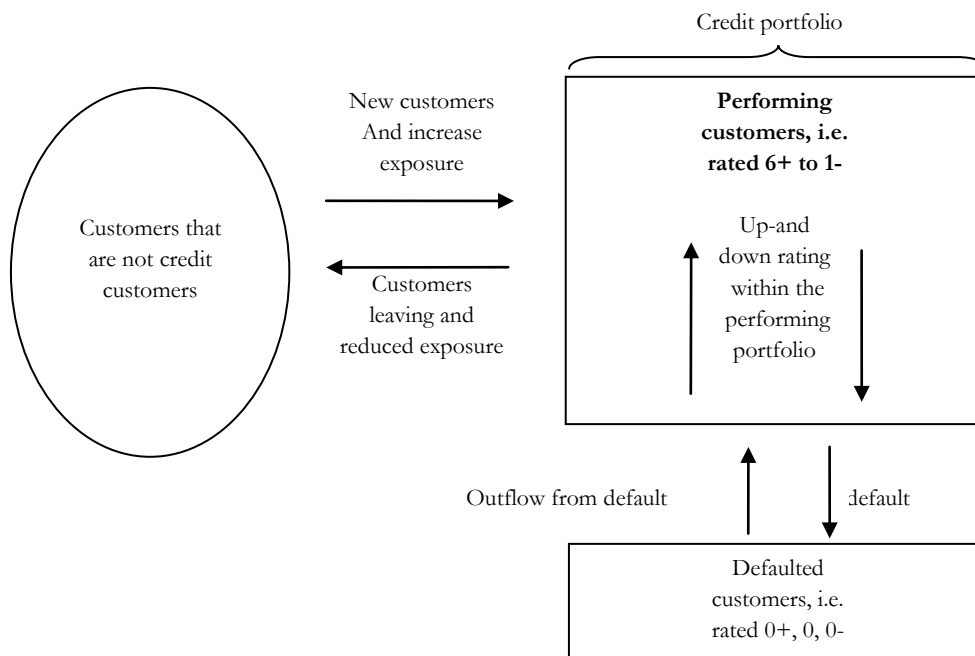 Credit portfolio
New customers
And increase
exposure
Performing
customers, i.e.
rated 6+ to 1-
Customers that
are not credit
customers
Up-and
down rating
within the
performing
portfolio
Customers
leaving and
reduced exposure
Outflow from default
default
Defaulted
customers, i.e.
rated 0+, 0, 0-